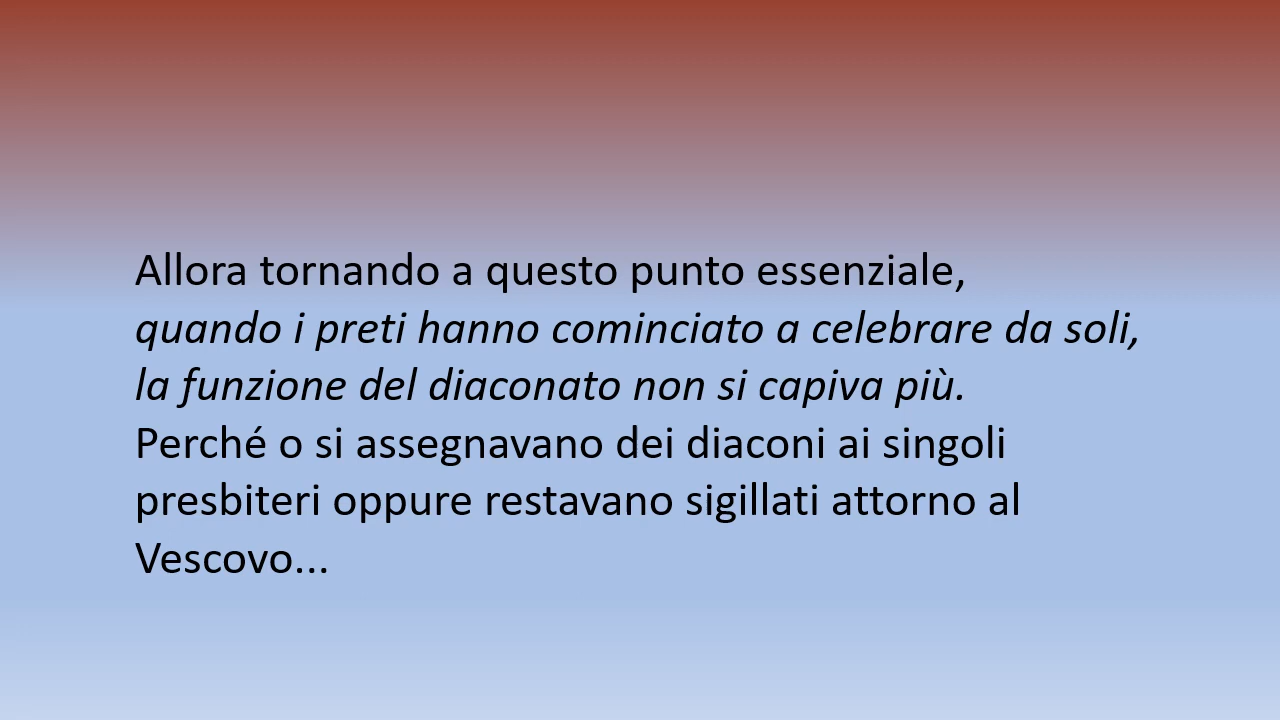 Allora tornando a questo punto essenziale,
quando i preti hanno cominciato a celebrare da soli,
la funzione del diaconato non si capiva più.
Perché o si assegnavano dei diaconi ai singoli
presbiteri oppure restavano sigillati attorno al
Vescovo...